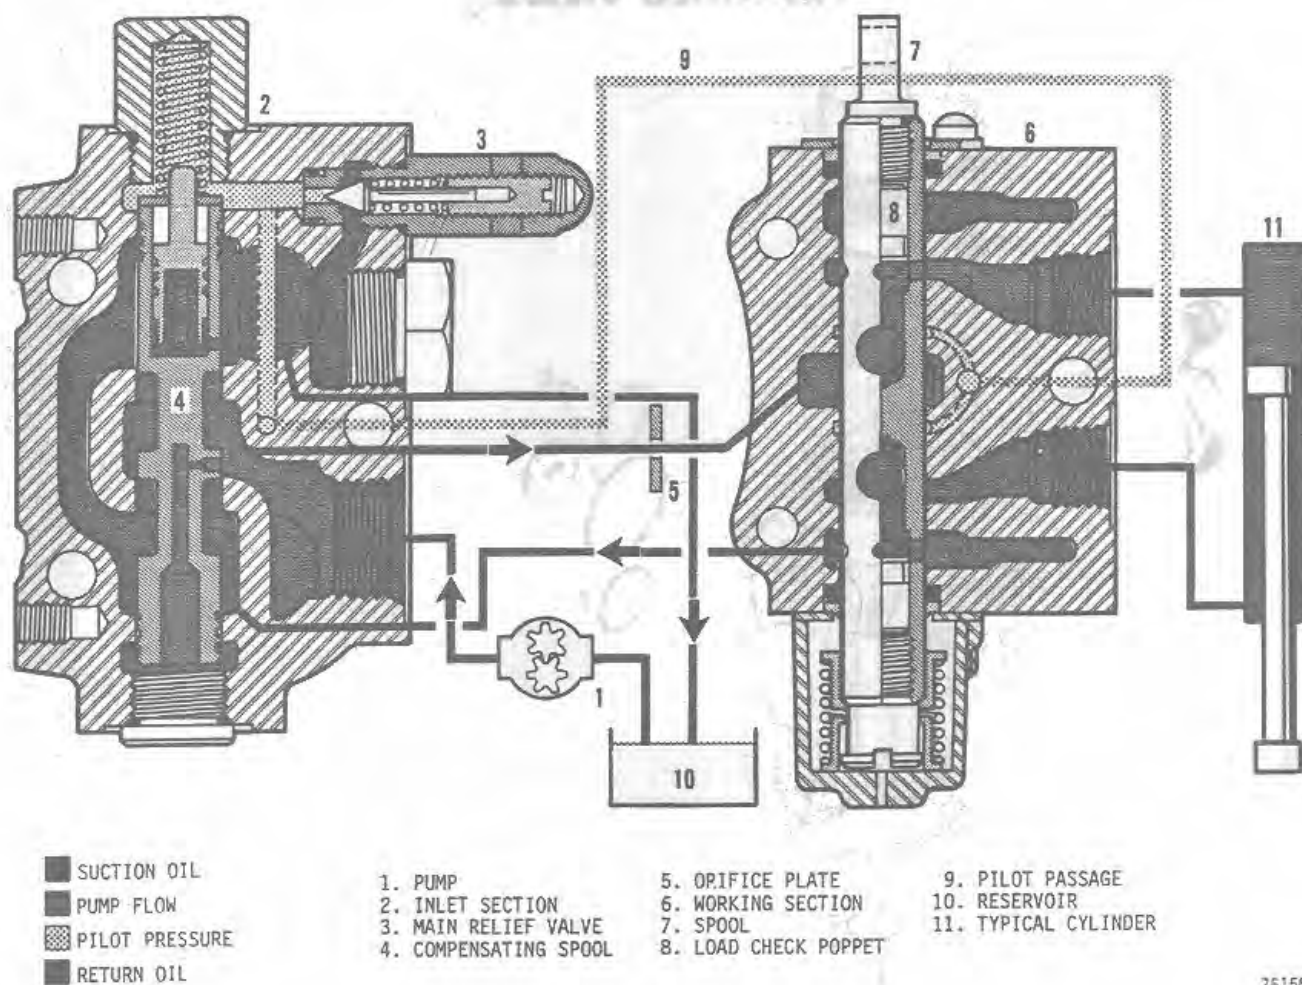 9
7
2
3
6
8
11
4
5
1
10
SUCTION OIL
PUMP FLOW
PILOT PRESSURE
RETURN OIL
1. PUMP
2. INLET SECTION
3. MAIN RELIEF VALVE
4. COMPENSATING SPOOL
5. ORIFICE PLATE
6. WORKING SECTION
7. SPOOL
8. LOAD CHECK POPPET
9. PILOT PASSAGE
10. RESERVOIR
11. TYPICAL CYLINDER